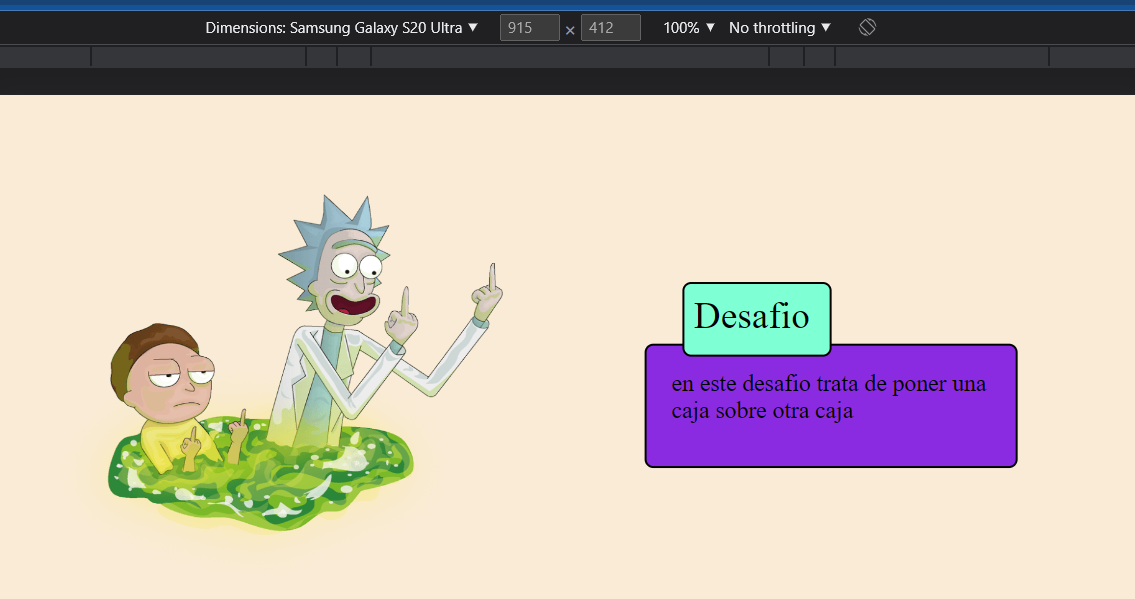 Dimensions: Samsung Galaxy S20 Ultra ▼ 915 × 412 100% ▼ No throttling ▼
Desafio
en este desafio trata de poner una
caja sobre otra caja